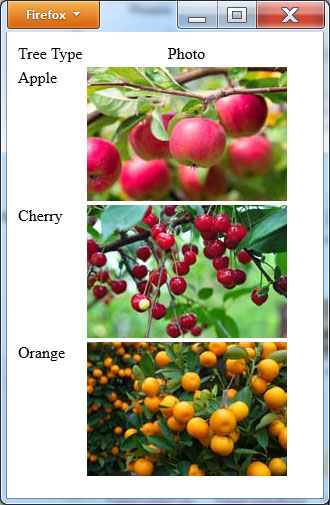 Firefox
Tree Type Photo
Apple
Cherry
Orange